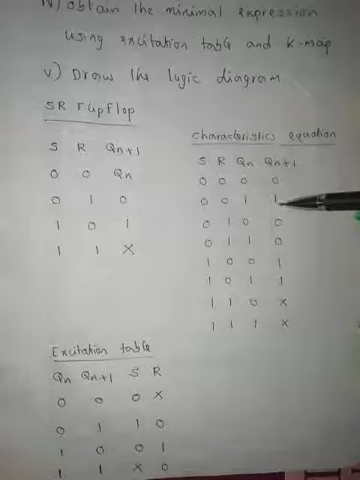 iv) obtain the minimal expression
using excitation table and K-map
v) Draw the logic diagram
SR Flipflop
S R Qn+1
0 0 Qn
0 1 0
1 0 1
1 1 X
Characteristics equation
S R Qn Qn+1
0 0 0 0
0 0 1 1
0 1 0 0
0 1 1 0
1 0 0 1
1 0 1 1
1 1 0 X
1 1 1 X
Excitation table
Qn Qn+1 S R
0 0 0 X
0 1 1 0
1 0 0 1
1 1 X 0